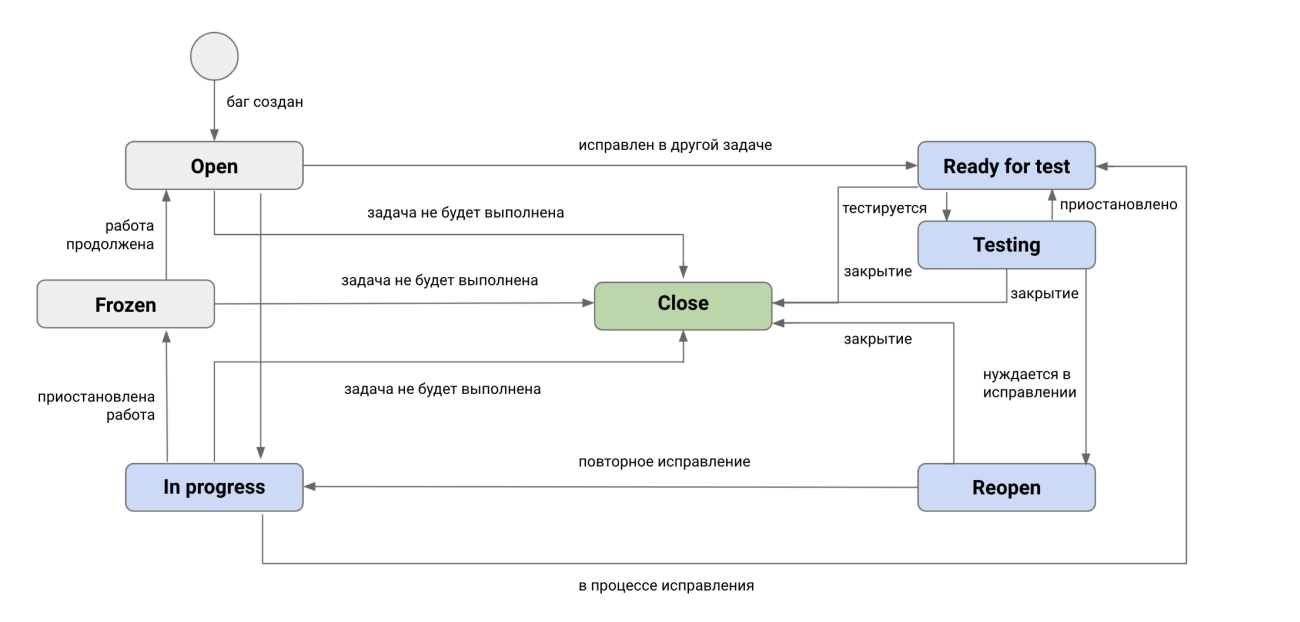 баг создан
Open
исправлен в другой задаче
Ready for test
задача не будет выполнена
тестируется
приостановлено
работа
продолжена
Testing
задача не будет выполнена
закрытие
Frozen
Close
закрытие
закрытие
задача не будет выполнена
нуждается в
исправлении
приостановлена
работа
повторное исправление
In progress
Reopen
в процессе исправления